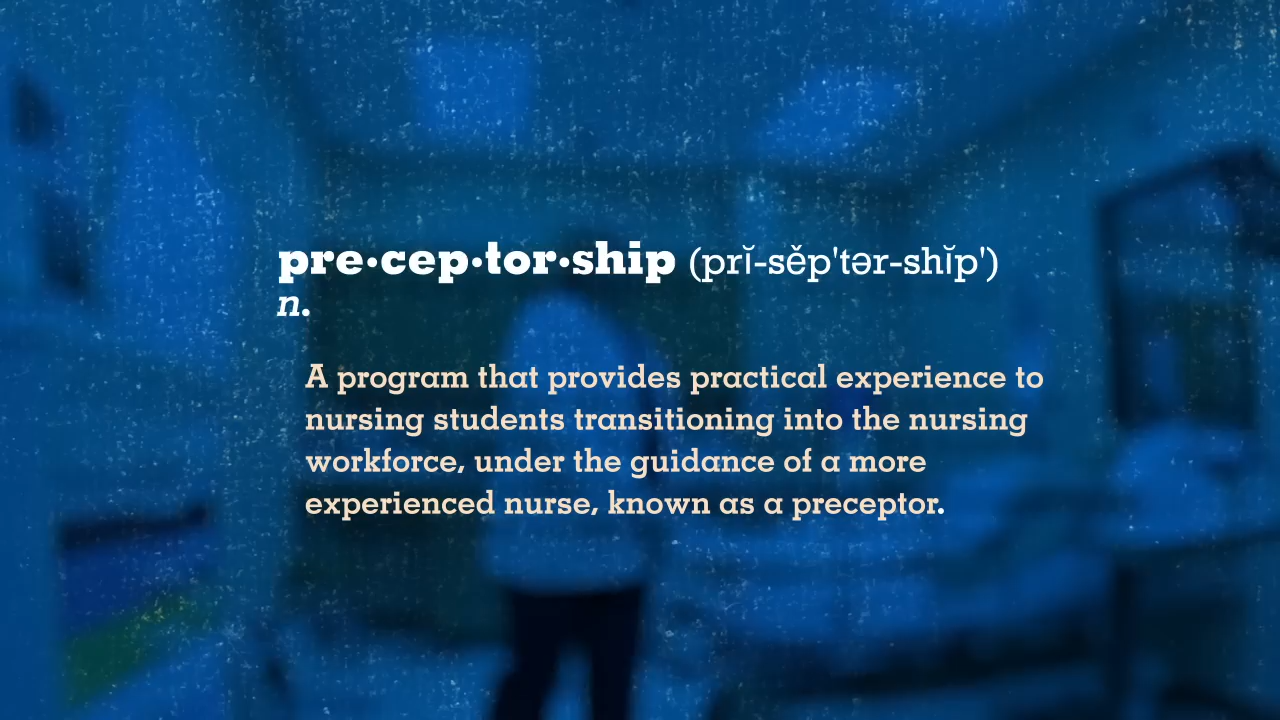 pre•cep•tor•ship (prĭ-sĕp'tər-shĭp')
n.
A program that provides practical experience to
nursing students transitioning into the nursing
workforce, under the guidance of a more
experienced nurse, known as a preceptor.